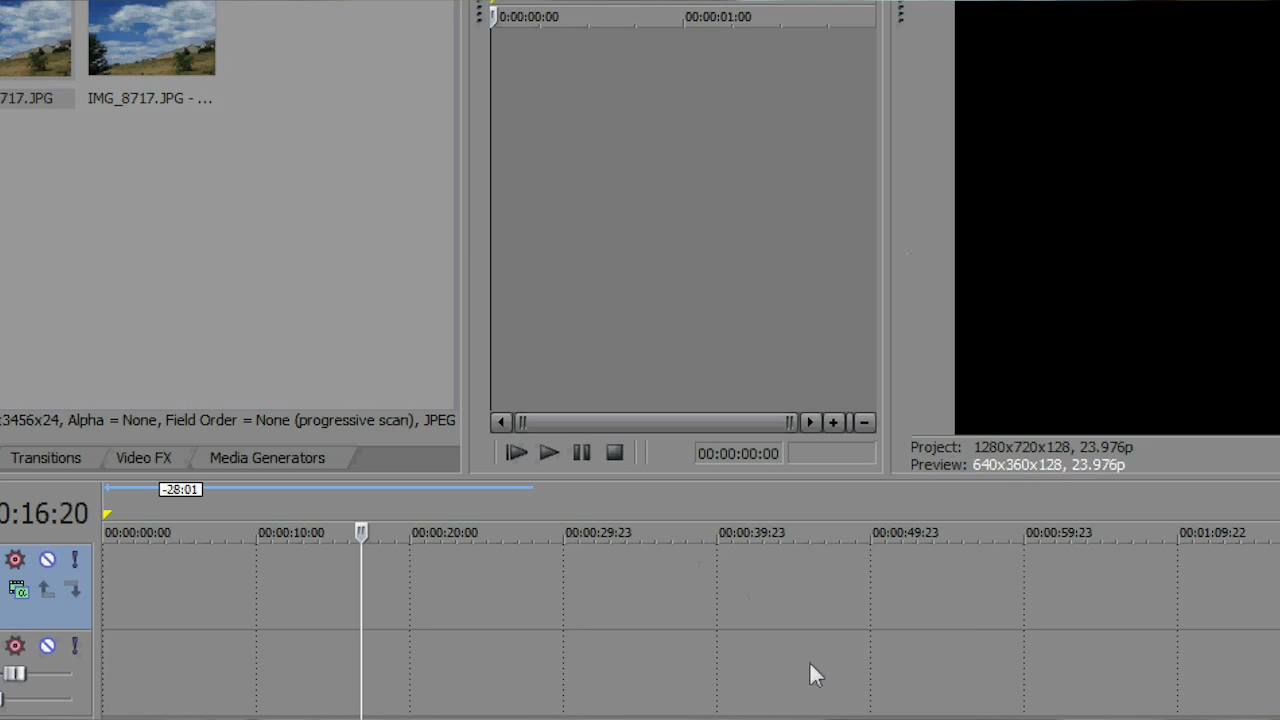 0:00:00:00 00:00:01:00
717.JPG IMG_8717.JPG - ...
x3456x24, Alpha = None, Field Order = None (progressive scan), JPEG
Transitions Video FX Media Generators
00:00:00:00
Project: 1280x720x128, 23.976p
Preview: 640x360x128, 23.976p
-28:01
0:16:20
00:00:00:00 00:00:10:00 00:00:20:00 00:00:29:23 00:00:39:23 00:00:49:23 00:00:59:23 00:01:09:22